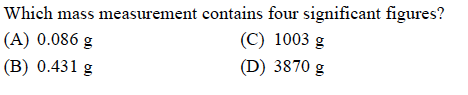 Which mass measurement contains four significant figures?
(A) 0.086 g (C) 1003 g
(B) 0.431 g (D) 3870 g